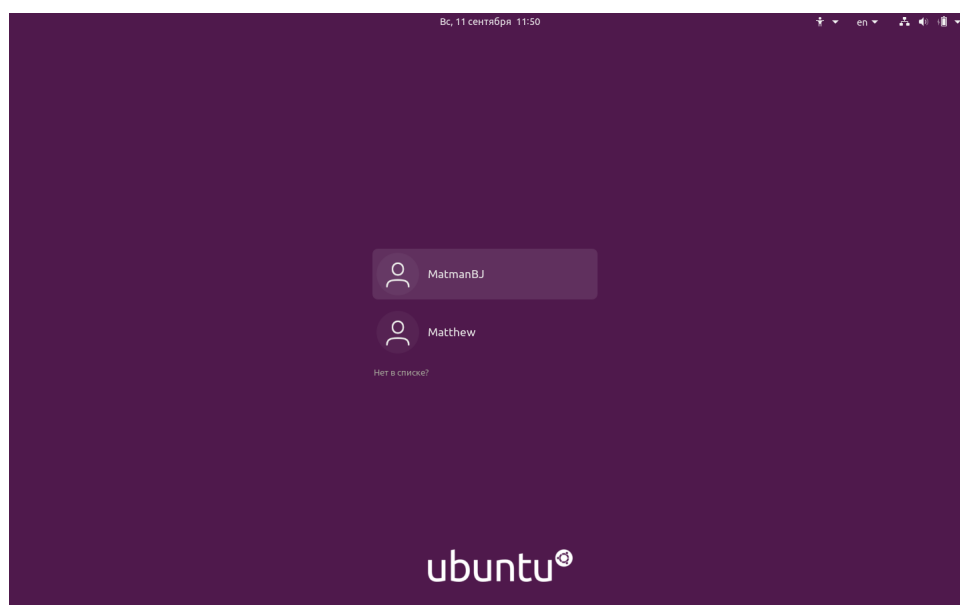 Вс, 11 сентября 11:50
en
MatmanBJ
Matthew
Нет в списке?
ubuntu